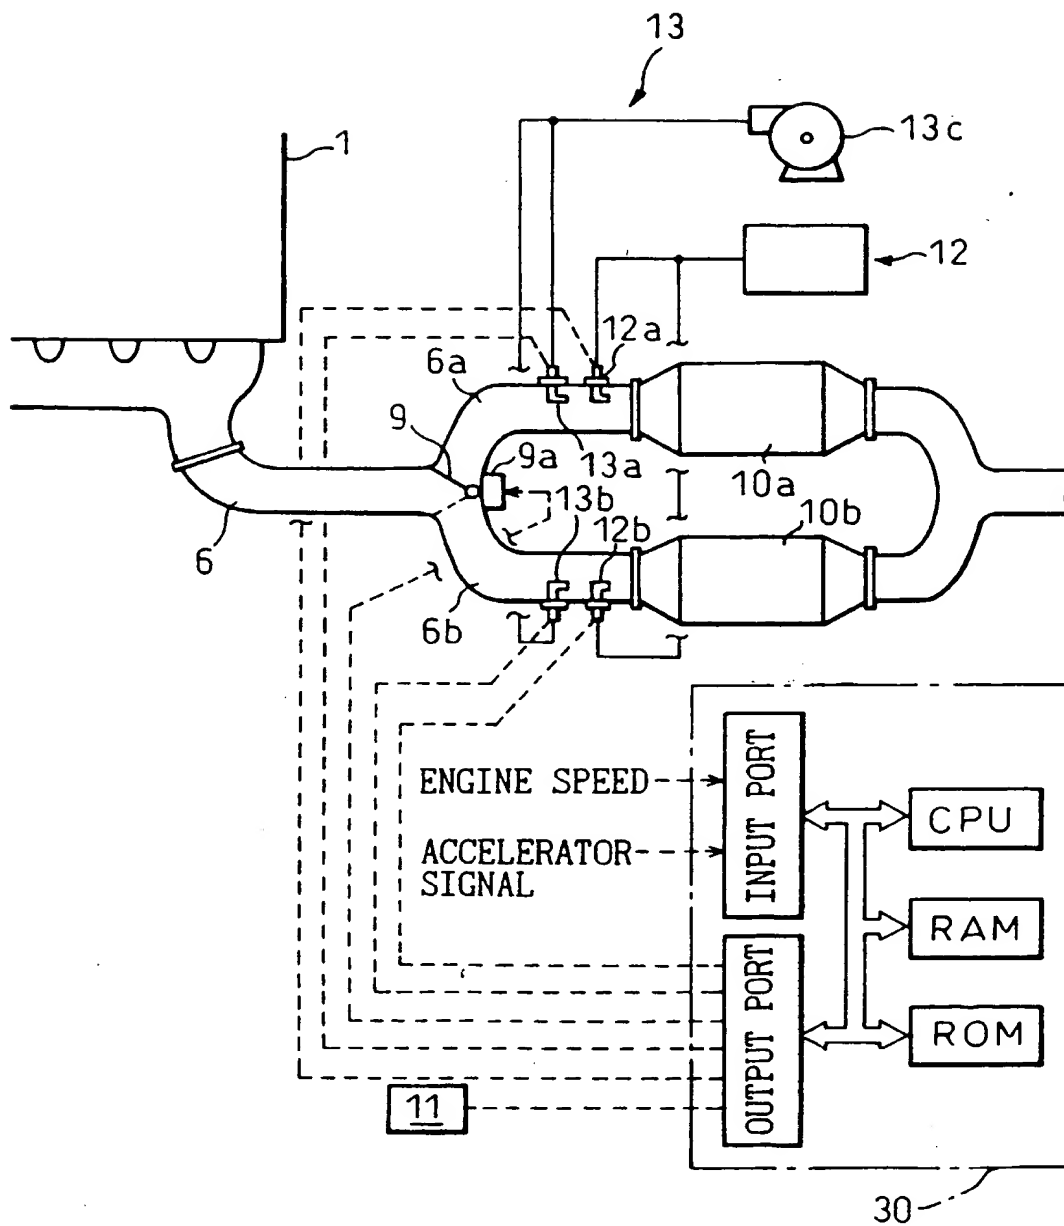 13
1
13c
12
12a
6a
9
9a
13a
13b
10a
10b
12b
6
6b
ENGINE SPEED
ACCELERATOR
SIGNAL
INPUT PORT
CPU
RAM
OUTPUT PORT
ROM
11
30